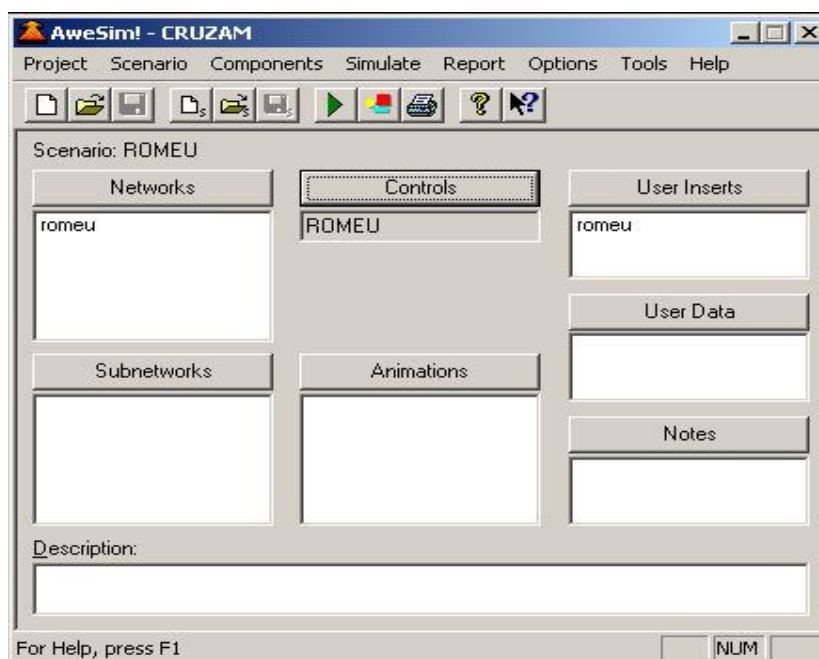 AweSim! - CRUZAM
Project Scenario Components Simulate Report Options Tools Help
Scenario: ROMEU
Networks Controls User Inserts
romeu ROMEU romeu
User Data
Subnetworks Animations
Notes
Description:
For Help, press F1 NUM